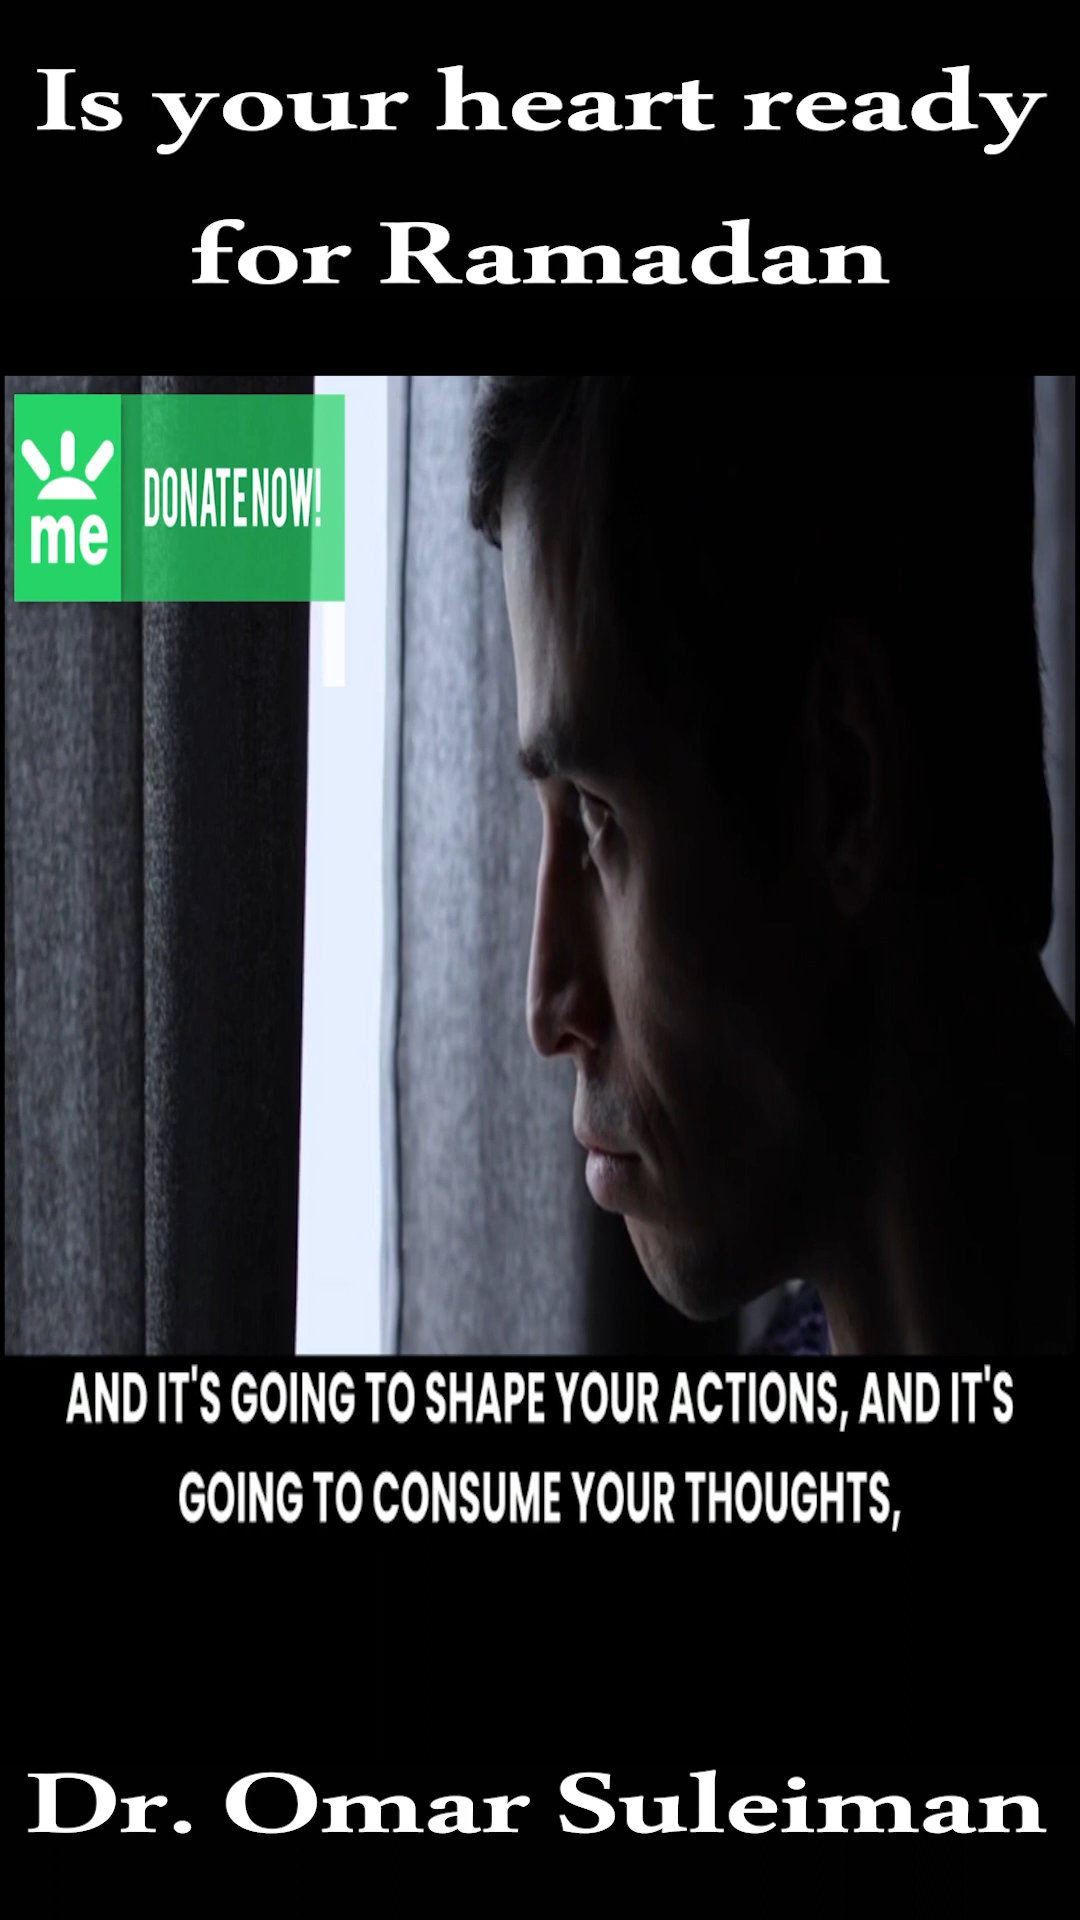 Is your heart ready
for Ramadan
me
DONATE NOW!
AND IT'S GOING TO SHAPE YOUR ACTIONS, AND IT'S
GOING TO CONSUME YOUR THOUGHTS,
Dr. Omar Suleiman